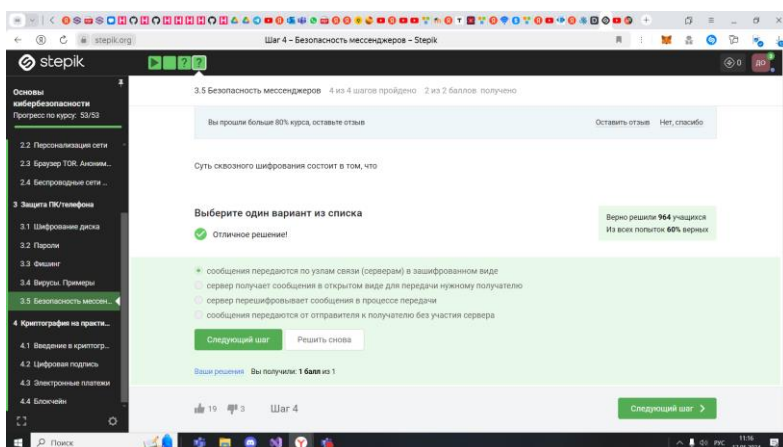 stepik.org
Шаг 4 – Безопасность мессенджеров – Stepik
stepik
0
ДО
Основы кибербезопасности
Прогресс по курсу: 53/53
2.2 Персонализация сети
2.3 Браузер TOR. Аноним...
2.4 Беспроводные сети ...
3 Защита ПК/телефона
3.1 Шифрование диска
3.2 Пароли
3.3 Фишинг
3.4 Вирусы. Примеры
3.5 Безопасность мессен...
4 Криптография на практи...
4.1 Введение в криптогр...
4.2 Цифровая подпись
4.3 Электронные платежи
4.4 Блокчейн
3.5 Безопасность мессенджеров 4 из 4 шагов пройдено 2 из 2 баллов получено
Вы прошли больше 80% курса, оставьте отзыв
Оставить отзыв Нет, спасибо
Суть сквозного шифрования состоит в том, что
Выберите один вариант из списка
Отличное решение!
Верно решили 964 учащихся
Из всех попыток 60% верных
сообщения передаются по узлам связи (серверам) в зашифрованном виде
сервер получает сообщения в открытом виде для передачи нужному получателю
сервер перешифровывает сообщения в процессе передачи
сообщения передаются от отправителя к получателю без участия сервера
Следующий шаг
Решить снова
Ваши решения Вы получили: 1 балл из 1
19 3 Шаг 4
Следующий шаг
Поиск
РУС
11:16